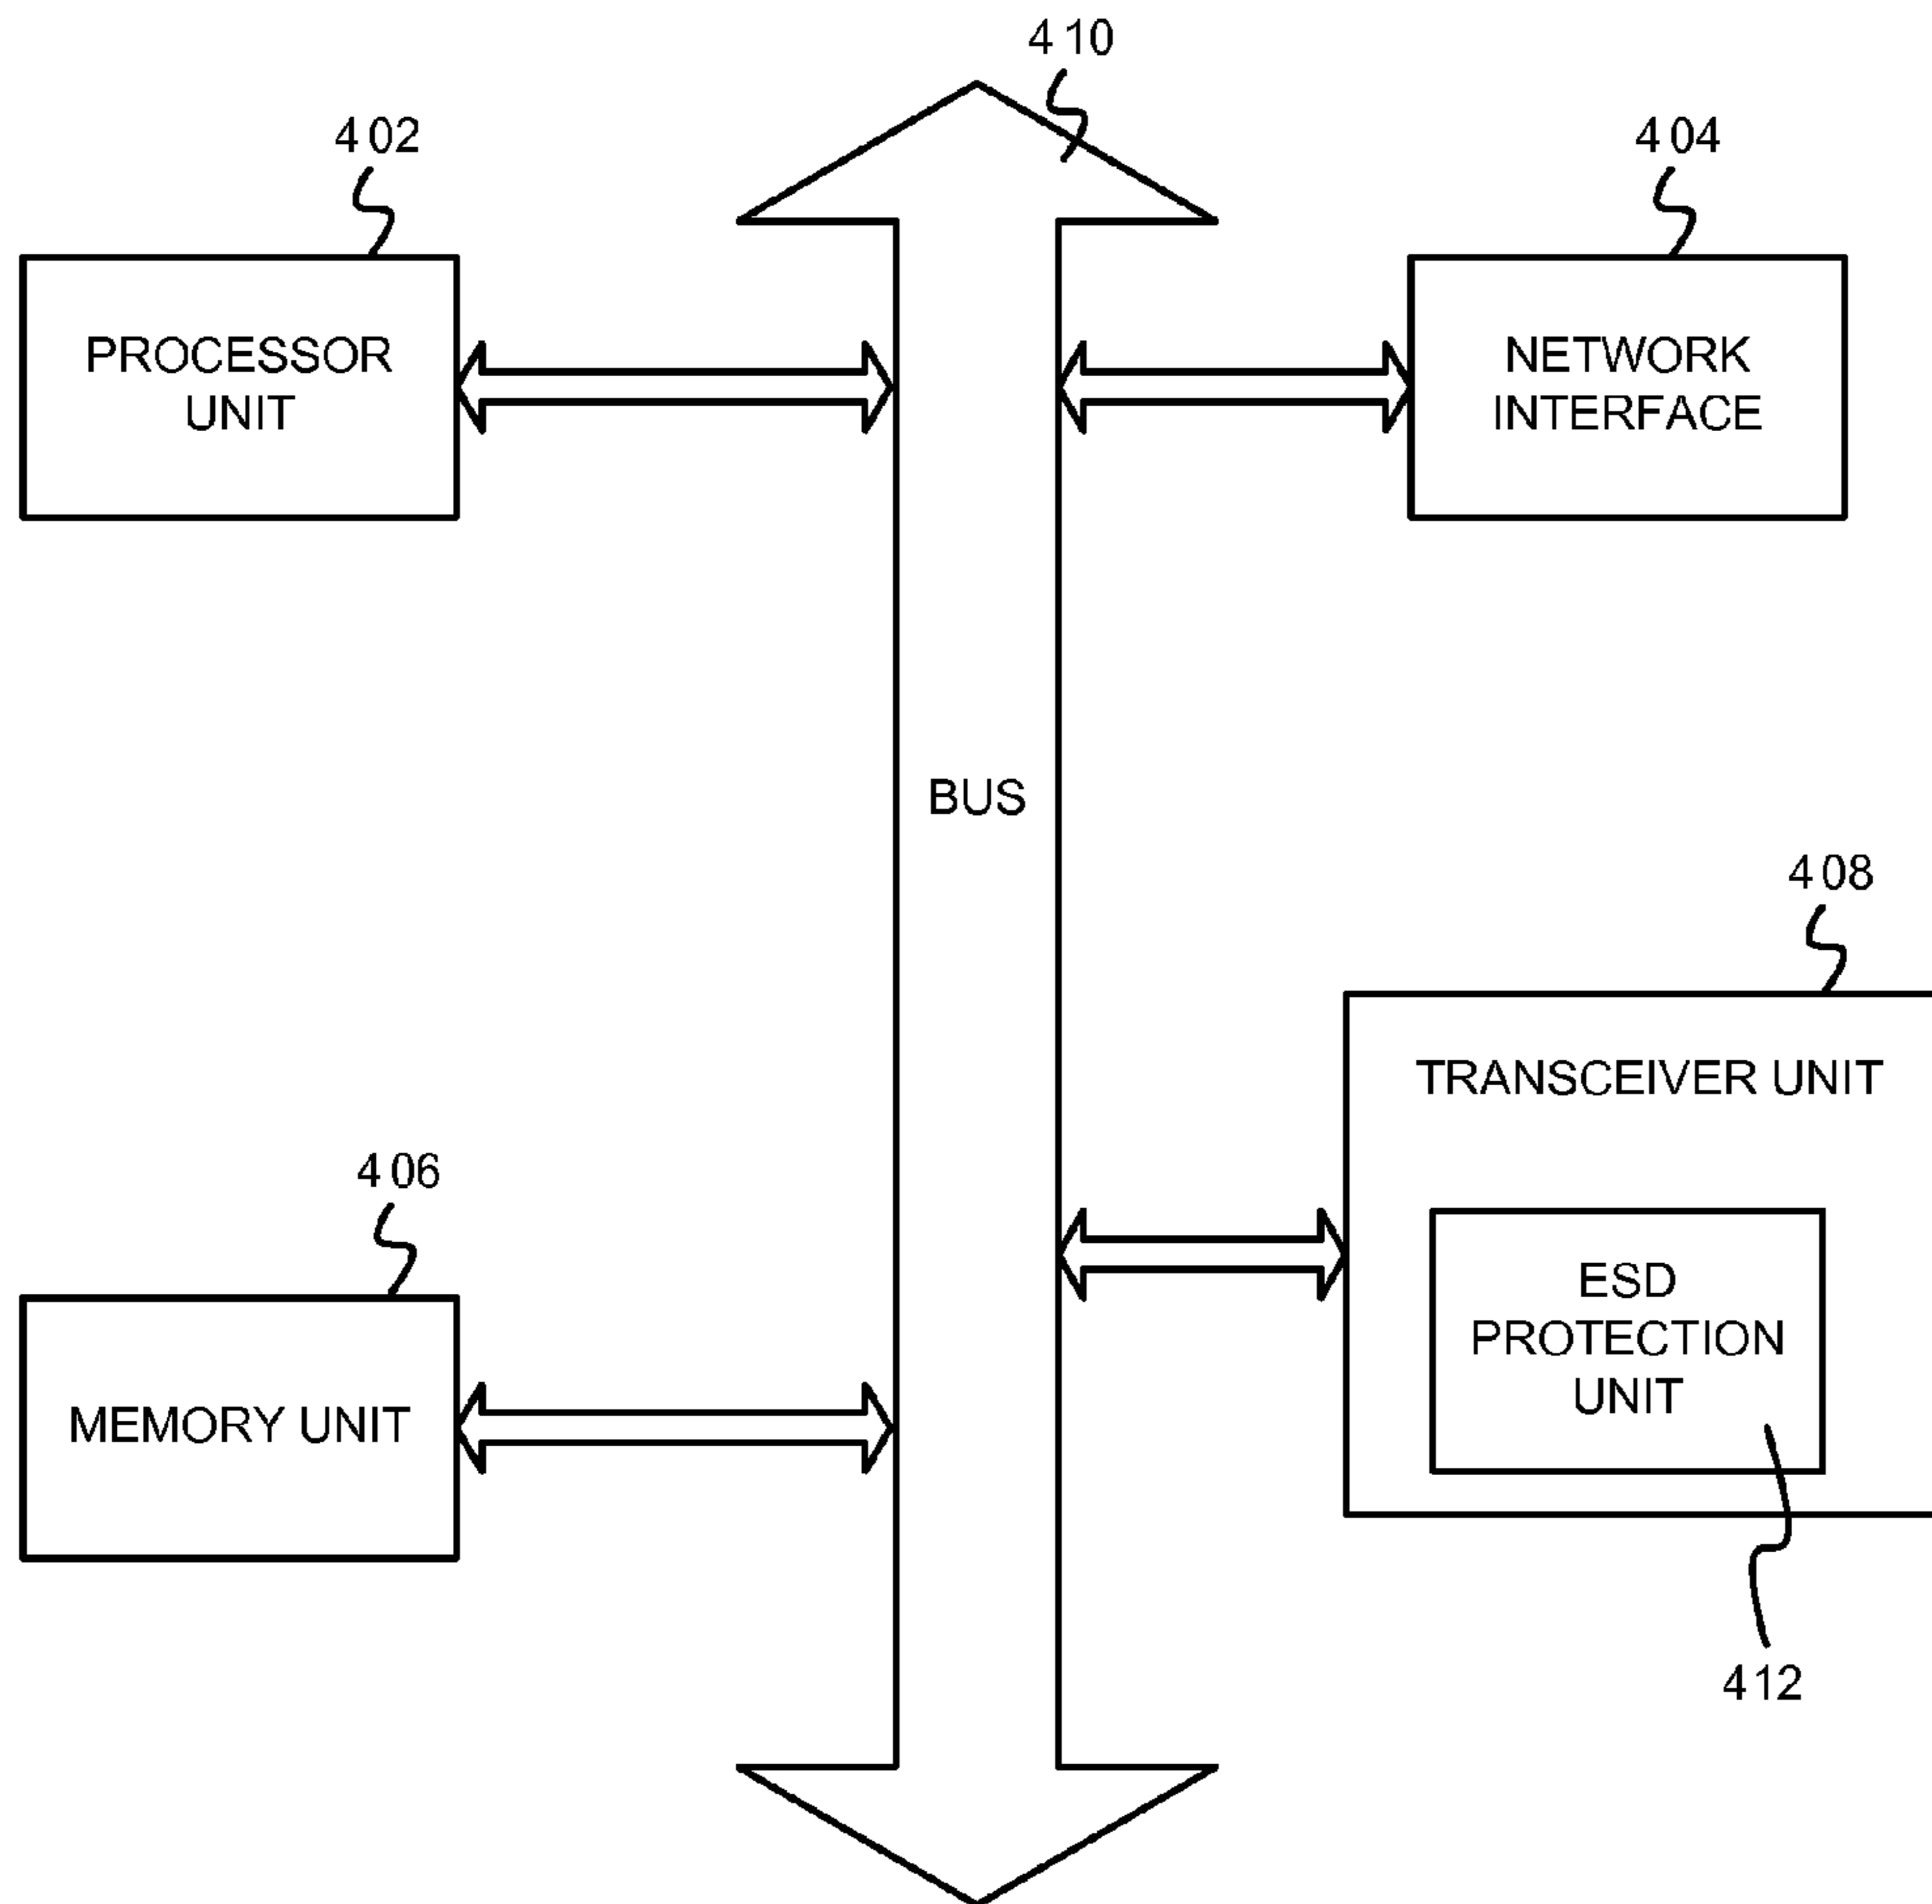 410
402
404
PROCESSOR
UNIT
NETWORK
INTERFACE
BUS
408
TRANSCEIVER UNIT
406
ESD
PROTECTION
UNIT
MEMORY UNIT
412